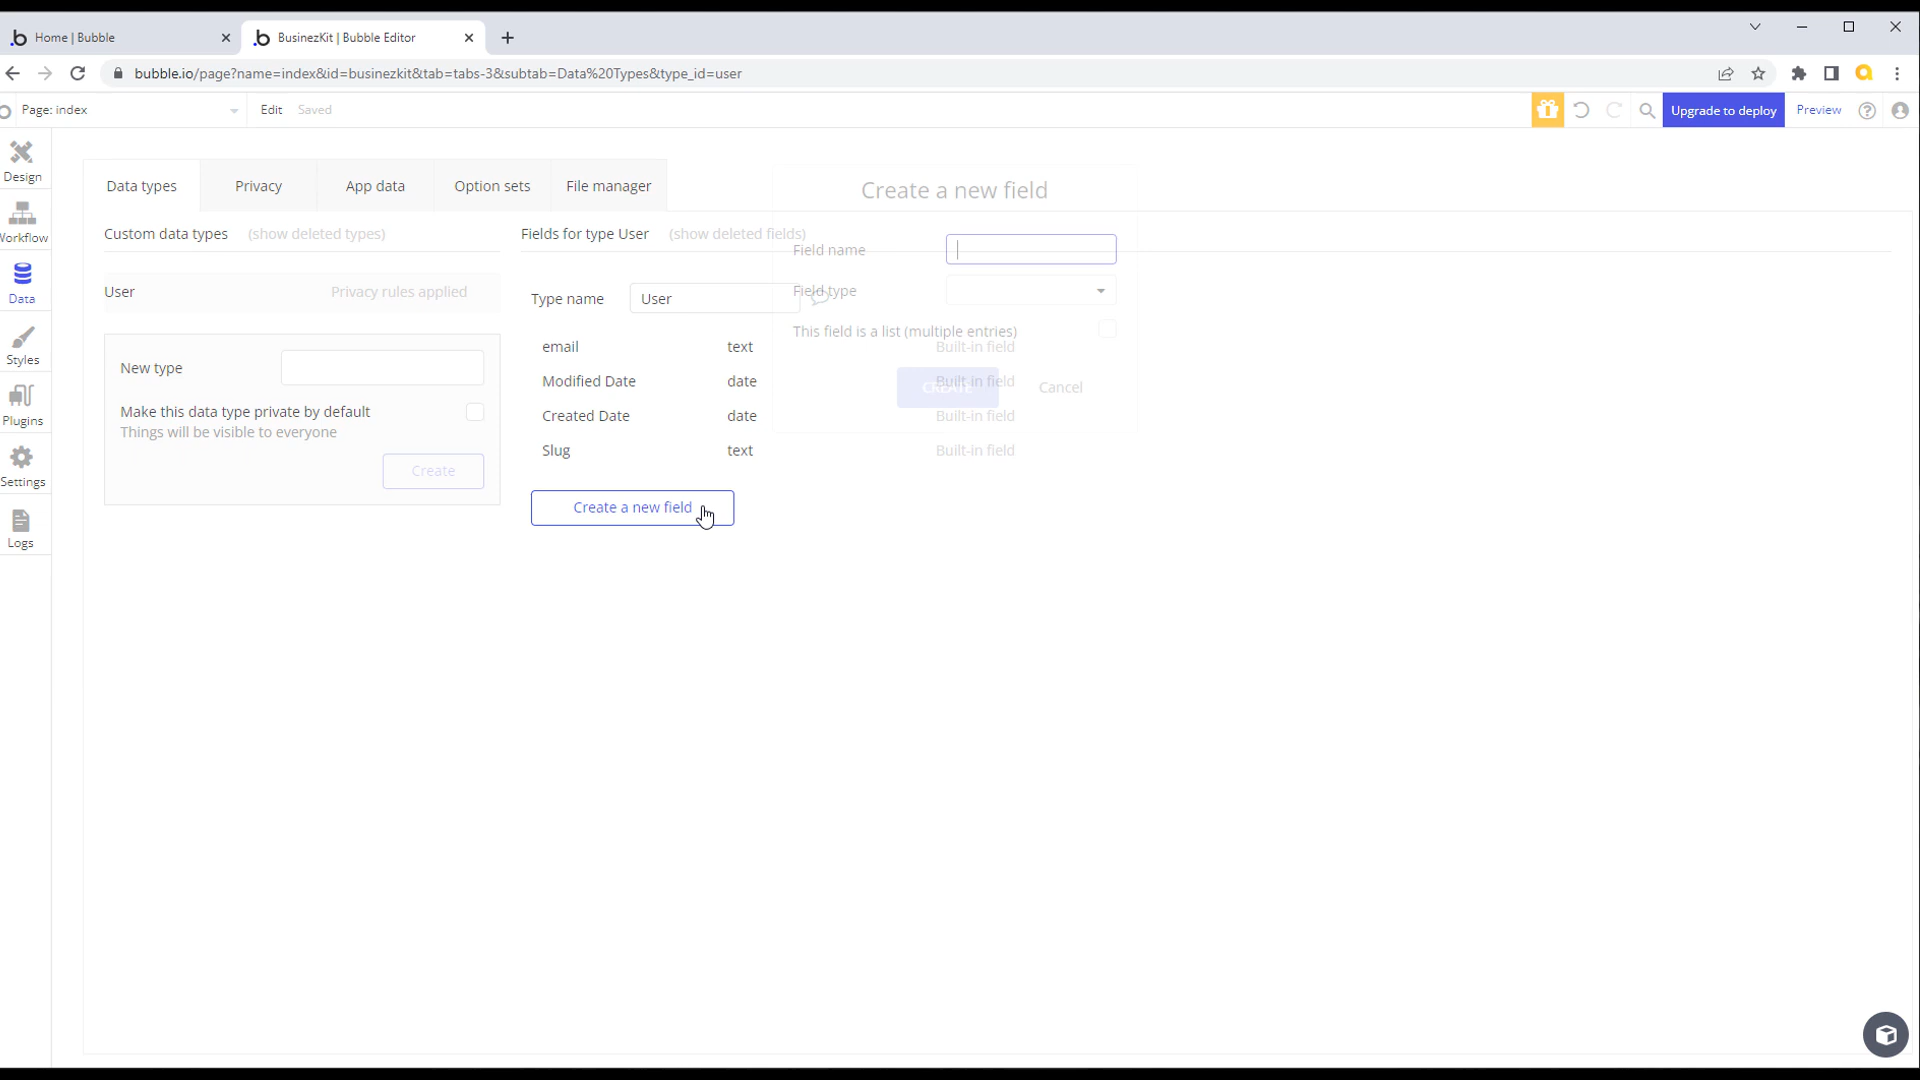 Home | Bubble
BusinezKit | Bubble Editor
bubble.io/page?name=index&id=businezkit&tab=tabs-3&subtab=Data%20Types&type_id=user
Page: index
Edit
Saved
Upgrade to deploy
Preview
Design
Workflow
Data
Styles
Plugins
Settings
Logs
Data types
Privacy
App data
Option sets
File manager
Custom data types (show deleted types)
User Privacy rules applied
New type
Make this data type private by default
Things will be visible to everyone
Create
Fields for type User (show deleted fields)
Type name User
email text Built-in field
Modified Date date Built-in field
Created Date date Built-in field
Slug text Built-in field
Create a new field
Create a new field
Field name
Field type
This field is a list (multiple entries)
CREATE
Cancel